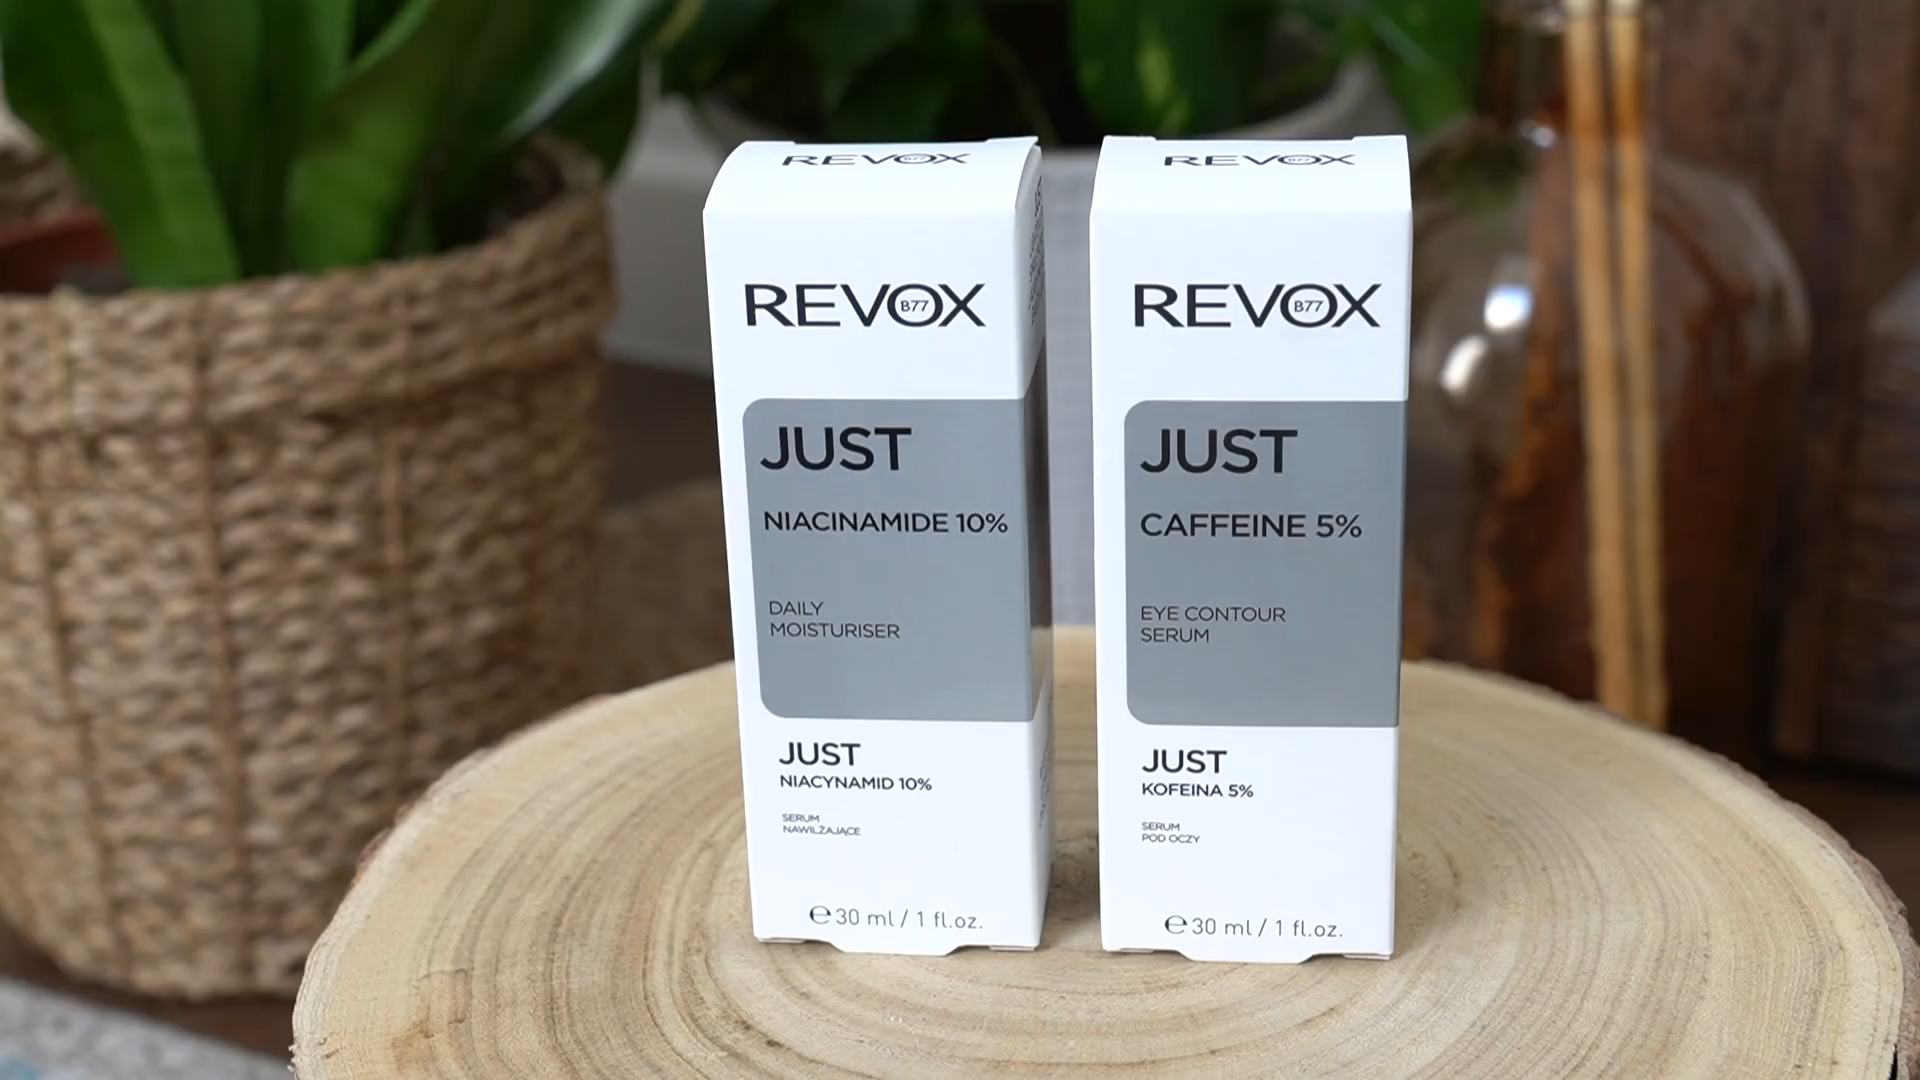 REVOX B77
REVOX B77
JUST
NIACINAMIDE 10%
DAILY
MOISTURISER
JUST
NIACYNAMID 10%
SERUM
NAWILŻAJĄCE
℮ 30 ml / 1 fl.oz.
REVOX B77
REVOX B77
JUST
CAFFEINE 5%
EYE CONTOUR
SERUM
JUST
KOFEINA 5%
SERUM
POD OCZY
℮ 30 ml / 1 fl.oz.